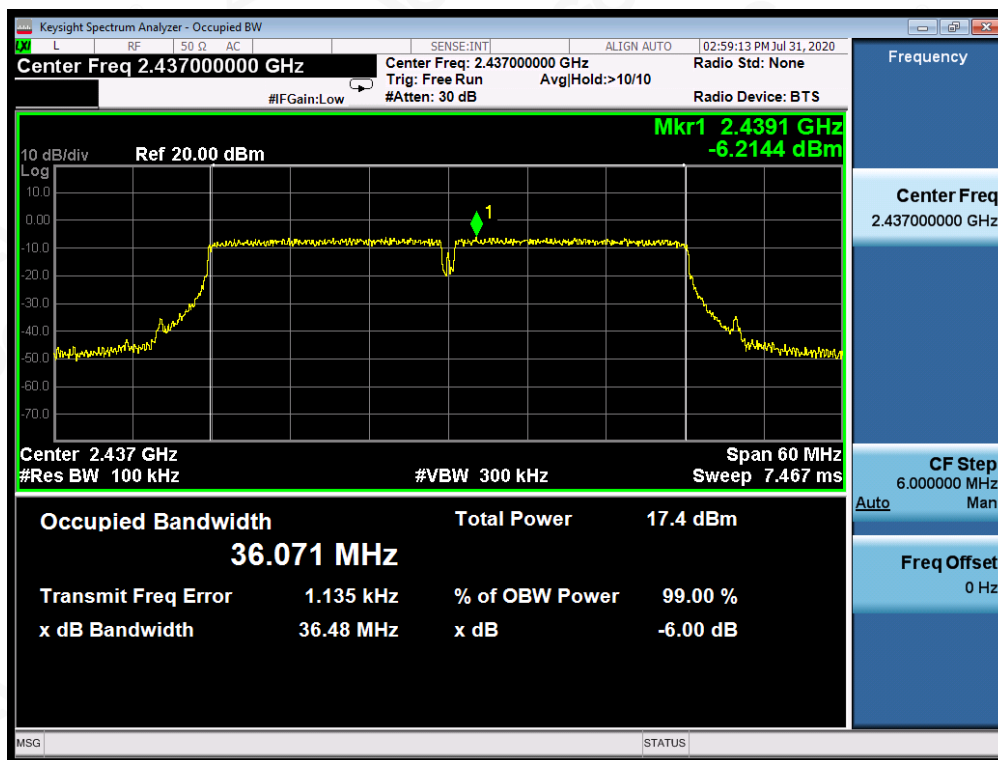 Keysight Spectrum Analyzer - Occupied BW
LXI L RF 50 Ω AC SENSE:INT ALIGN AUTO 02:59:13 PM Jul 31, 2020
Center Freq 2.437000000 GHz
Center Freq: 2.437000000 GHz
Radio Std: None
Trig: Free Run Avg|Hold:>10/10
#IFGain:Low
#Atten: 30 dB
Radio Device: BTS
Frequency
Mkr1 2.4391 GHz
-6.2144 dBm
10 dB/div Ref 20.00 dBm
Log
10.0
0.00
-10.0
-20.0
-30.0
-40.0
-50.0
-60.0
-70.0
1
Center 2.437 GHz
Span 60 MHz
#Res BW 100 kHz
#VBW 300 kHz
Sweep 7.467 ms
Center Freq
2.437000000 GHz
CF Step
6.000000 MHz
Auto Man
Freq Offset
0 Hz
Occupied Bandwidth
36.071 MHz
Total Power 17.4 dBm
Transmit Freq Error 1.135 kHz
% of OBW Power 99.00 %
x dB Bandwidth 36.48 MHz
x dB -6.00 dB
MSG
STATUS